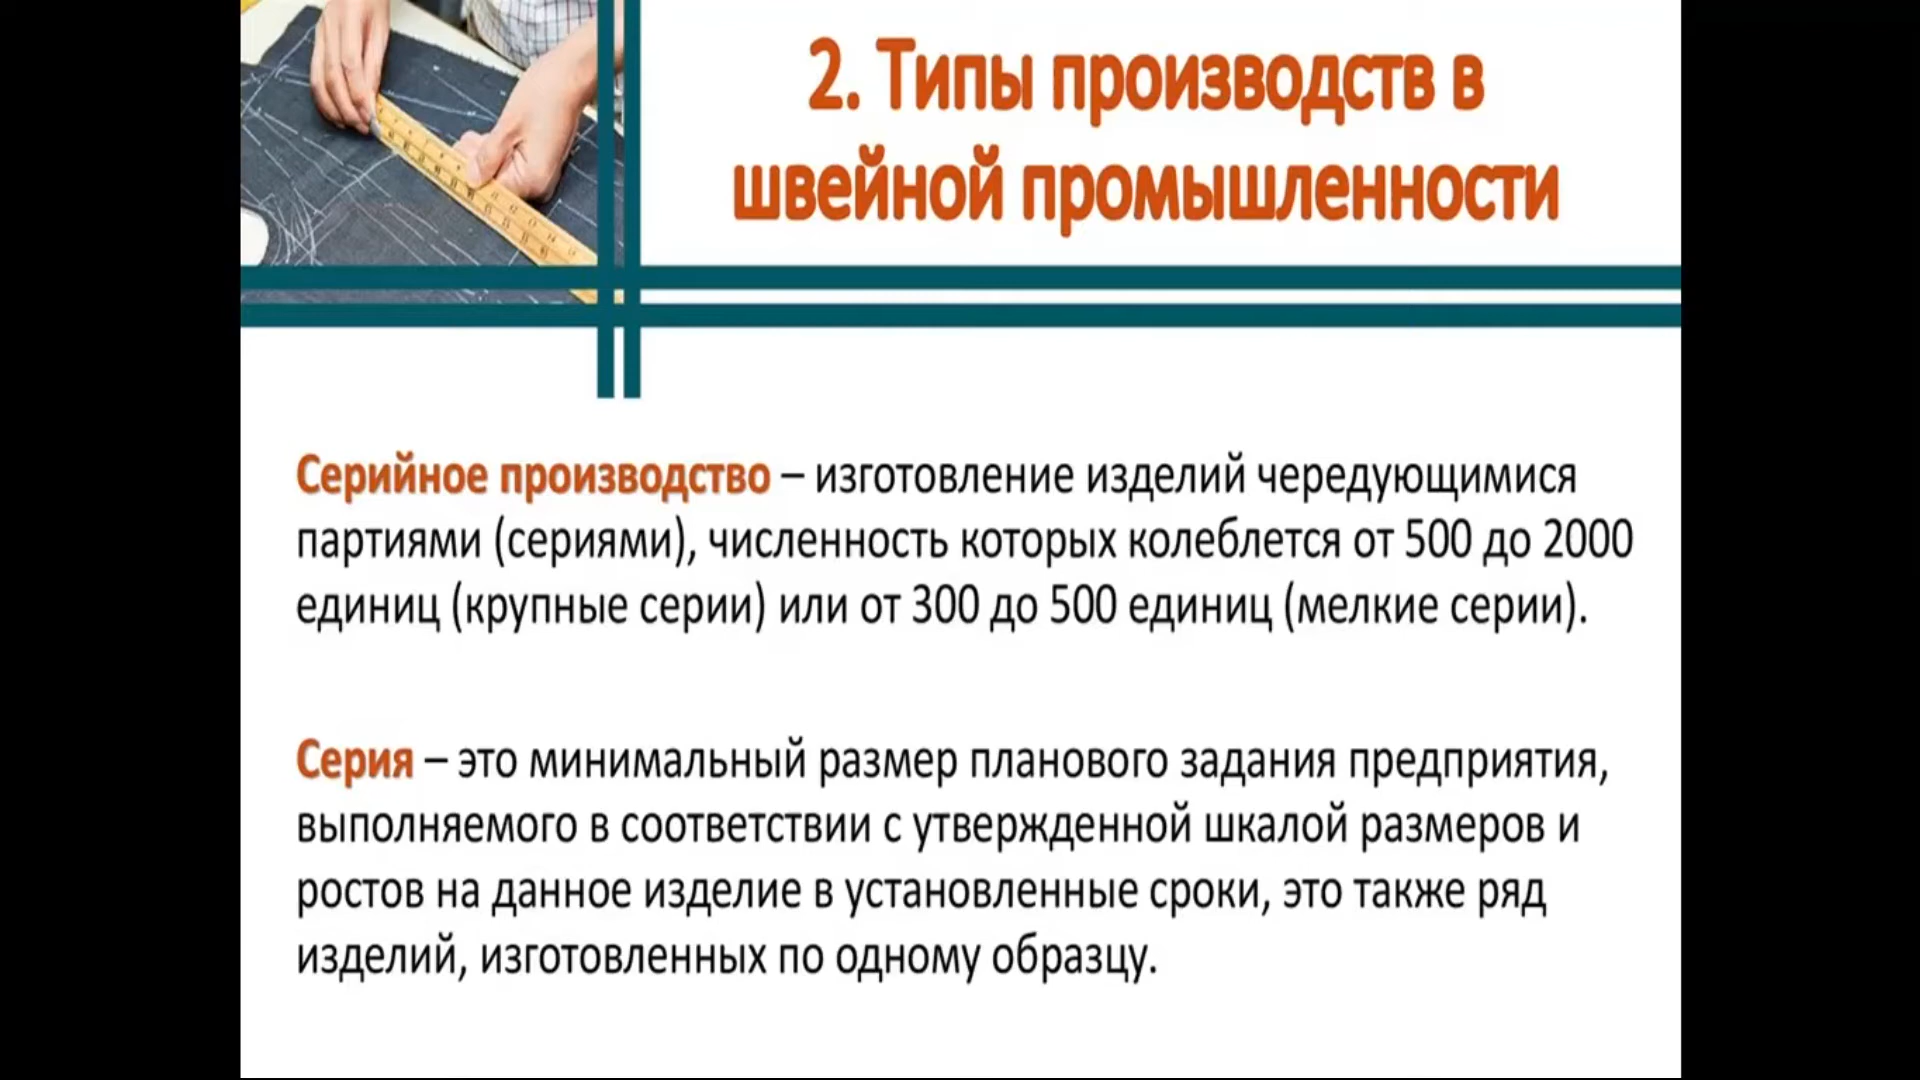 2. Типы производств в
швейной промышленности
Серийное производство – изготовление изделий чередующимися
партиями (сериями), численность которых колеблется от 500 до 2000
единиц (крупные серии) или от 300 до 500 единиц (мелкие серии).
Серия – это минимальный размер планового задания предприятия,
выполняемого в соответствии с утвержденной шкалой размеров и
ростов на данное изделие в установленные сроки, это также ряд
изделий, изготовленных по одному образцу.